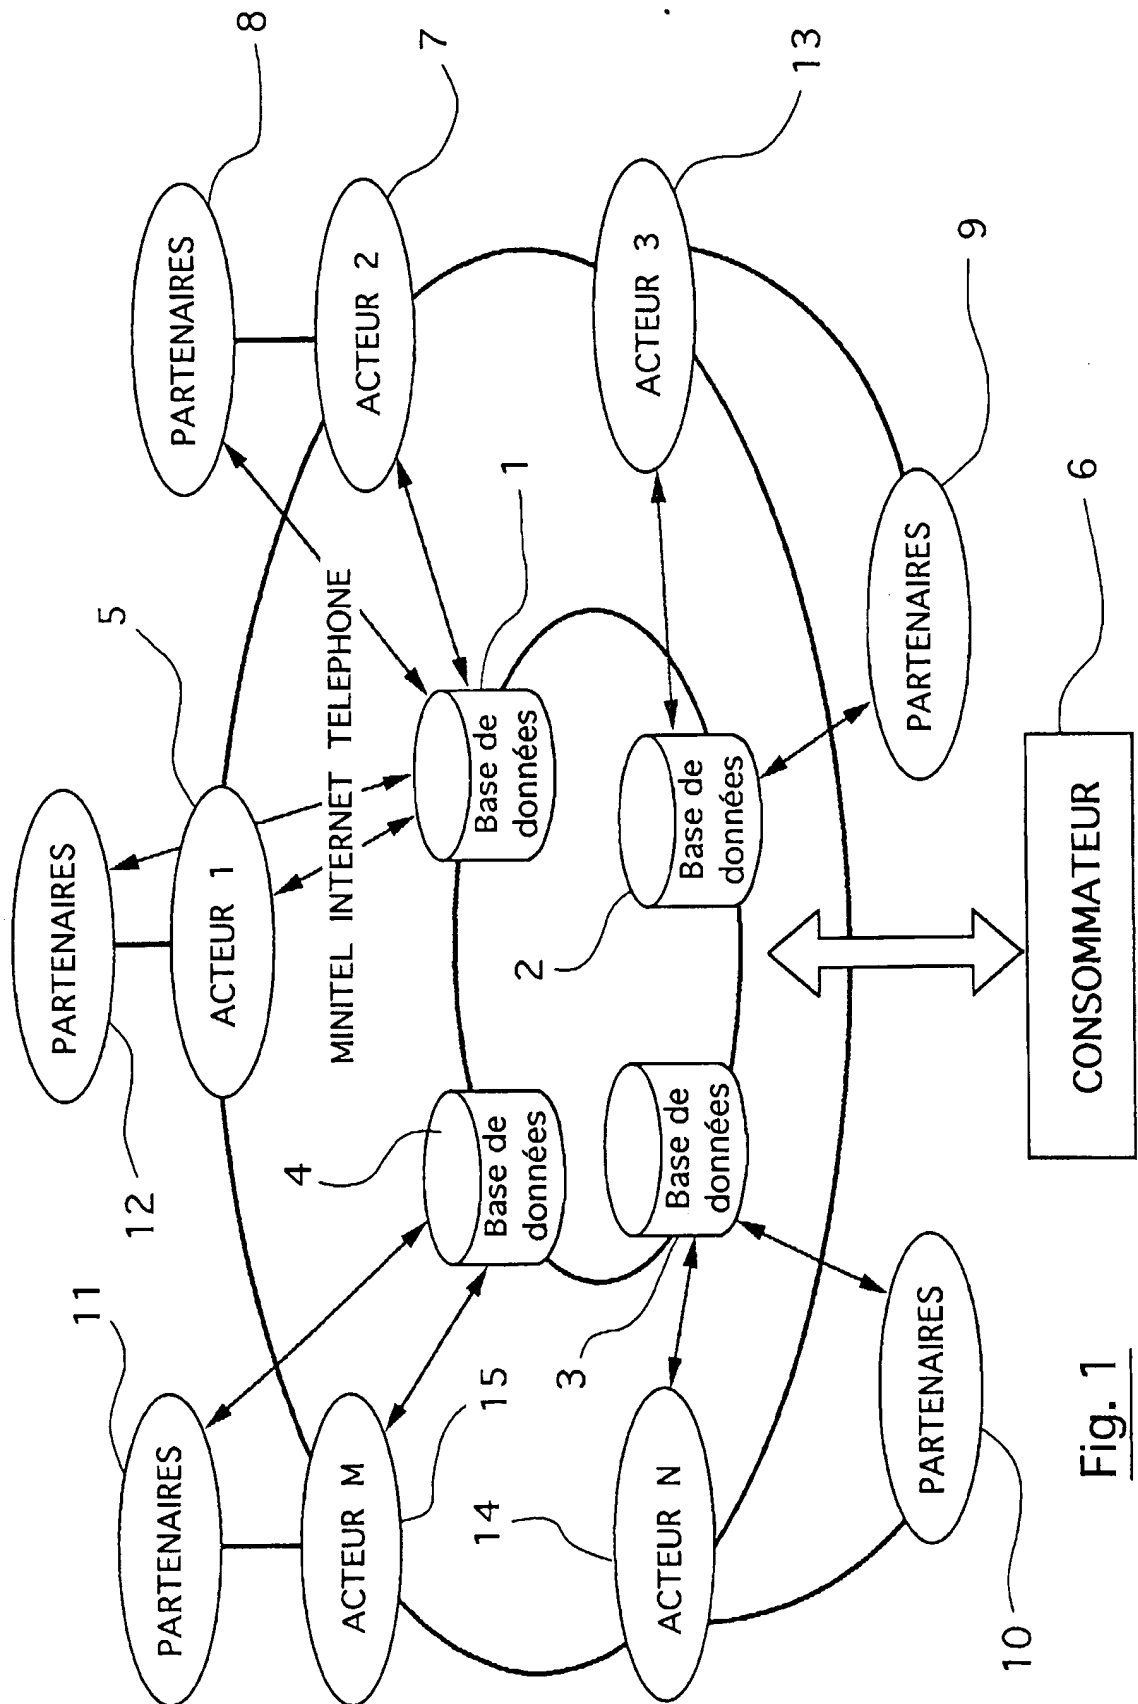 PARTENAIRES
8
12
5
PARTENAIRES
11
ACTEUR 1
7
PARTENAIRES
ACTEUR 2
MINITEL INTERNET TELEPHONE
ACTEUR M
15
4
1
Base de
données
Base de
données
13
14
3
2
ACTEUR 3
Base de
données
Base de
données
ACTEUR N
9
PARTENAIRES
PARTENAIRES
10
6
CONSOMMATEUR
Fig. 1